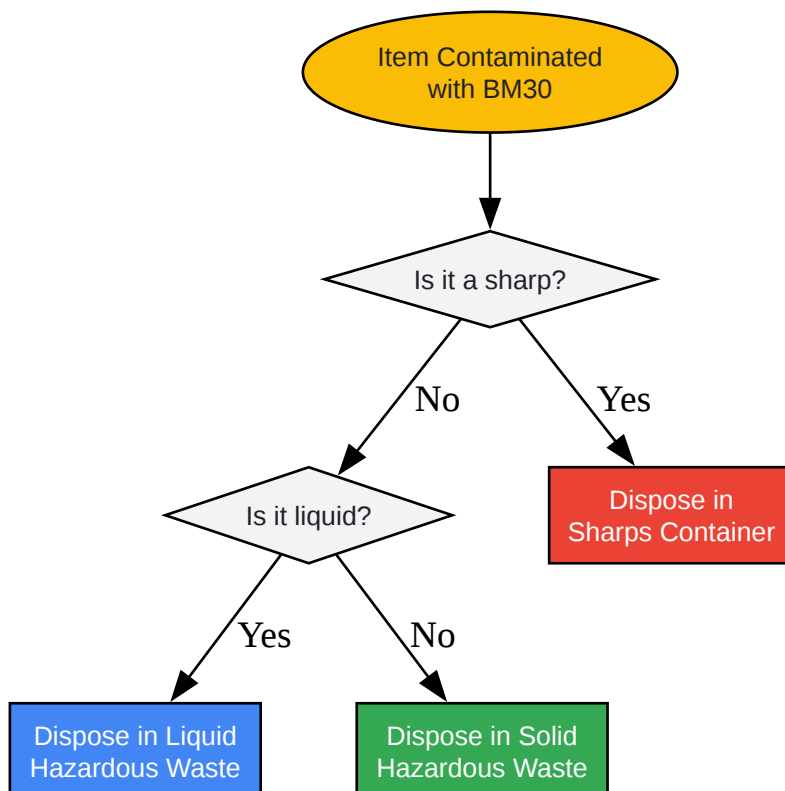 Item Contaminated
with BM30
Is it a sharp?
No
Yes
Is it liquid?
Dispose in
Sharps Container
Yes
No
Dispose in Liquid
Hazardous Waste
Dispose in Solid
Hazardous Waste